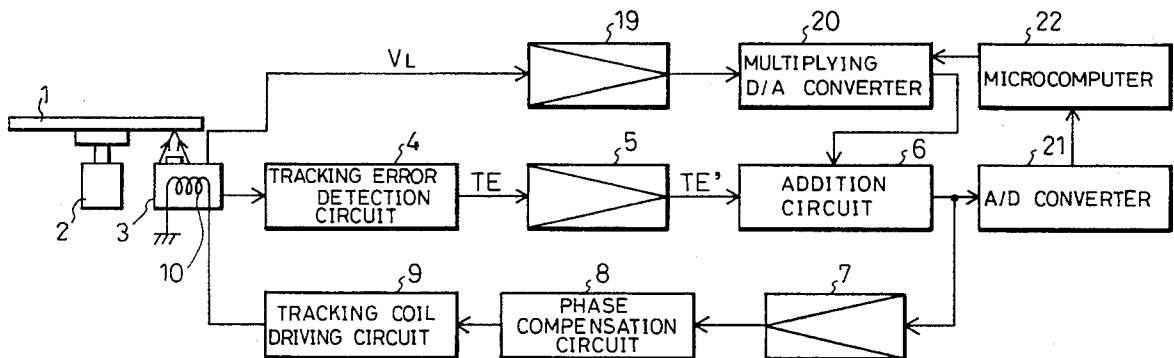 19
20
22
VL
MULTIPLYING
D/A CONVERTER
MICROCOMPUTER
1
4
5
6
21
TRACKING ERROR
DETECTION
CIRCUIT
TE
TE'
ADDITION
CIRCUIT
A/D CONVERTER
2
3
10
9
8
7
TRACKING COIL
DRIVING CIRCUIT
PHASE
COMPENSATION
CIRCUIT